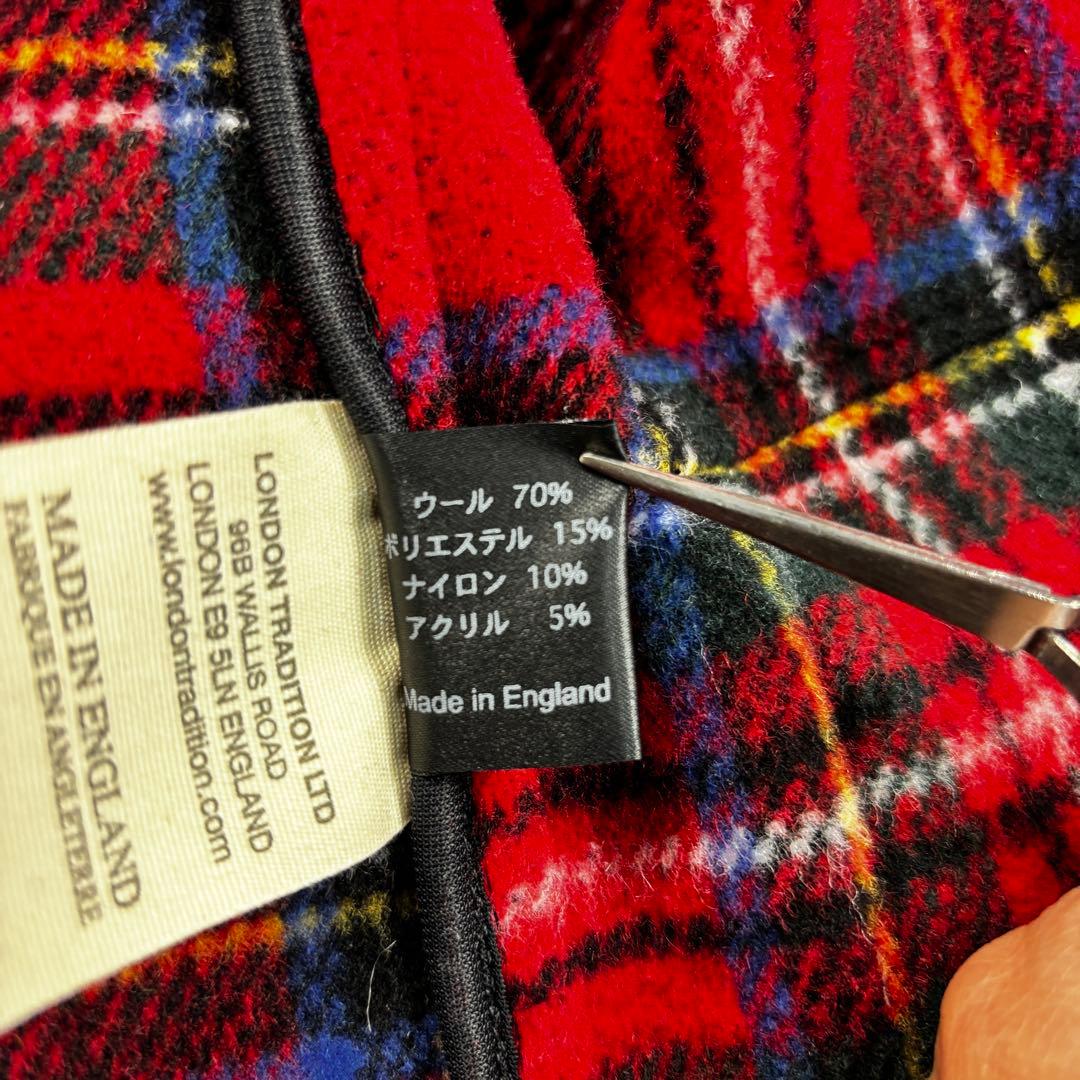 ウール 70%
ポリエステル 15%
ナイロン 10%
アクリル 5%
Made in England
LONDON TRADITION LTD
96B WALLIS ROAD
LONDON E9 5LN ENGLAND
www.londontradition.com
MADE IN ENGLAND
FABRIQUE EN ANGLETERRE